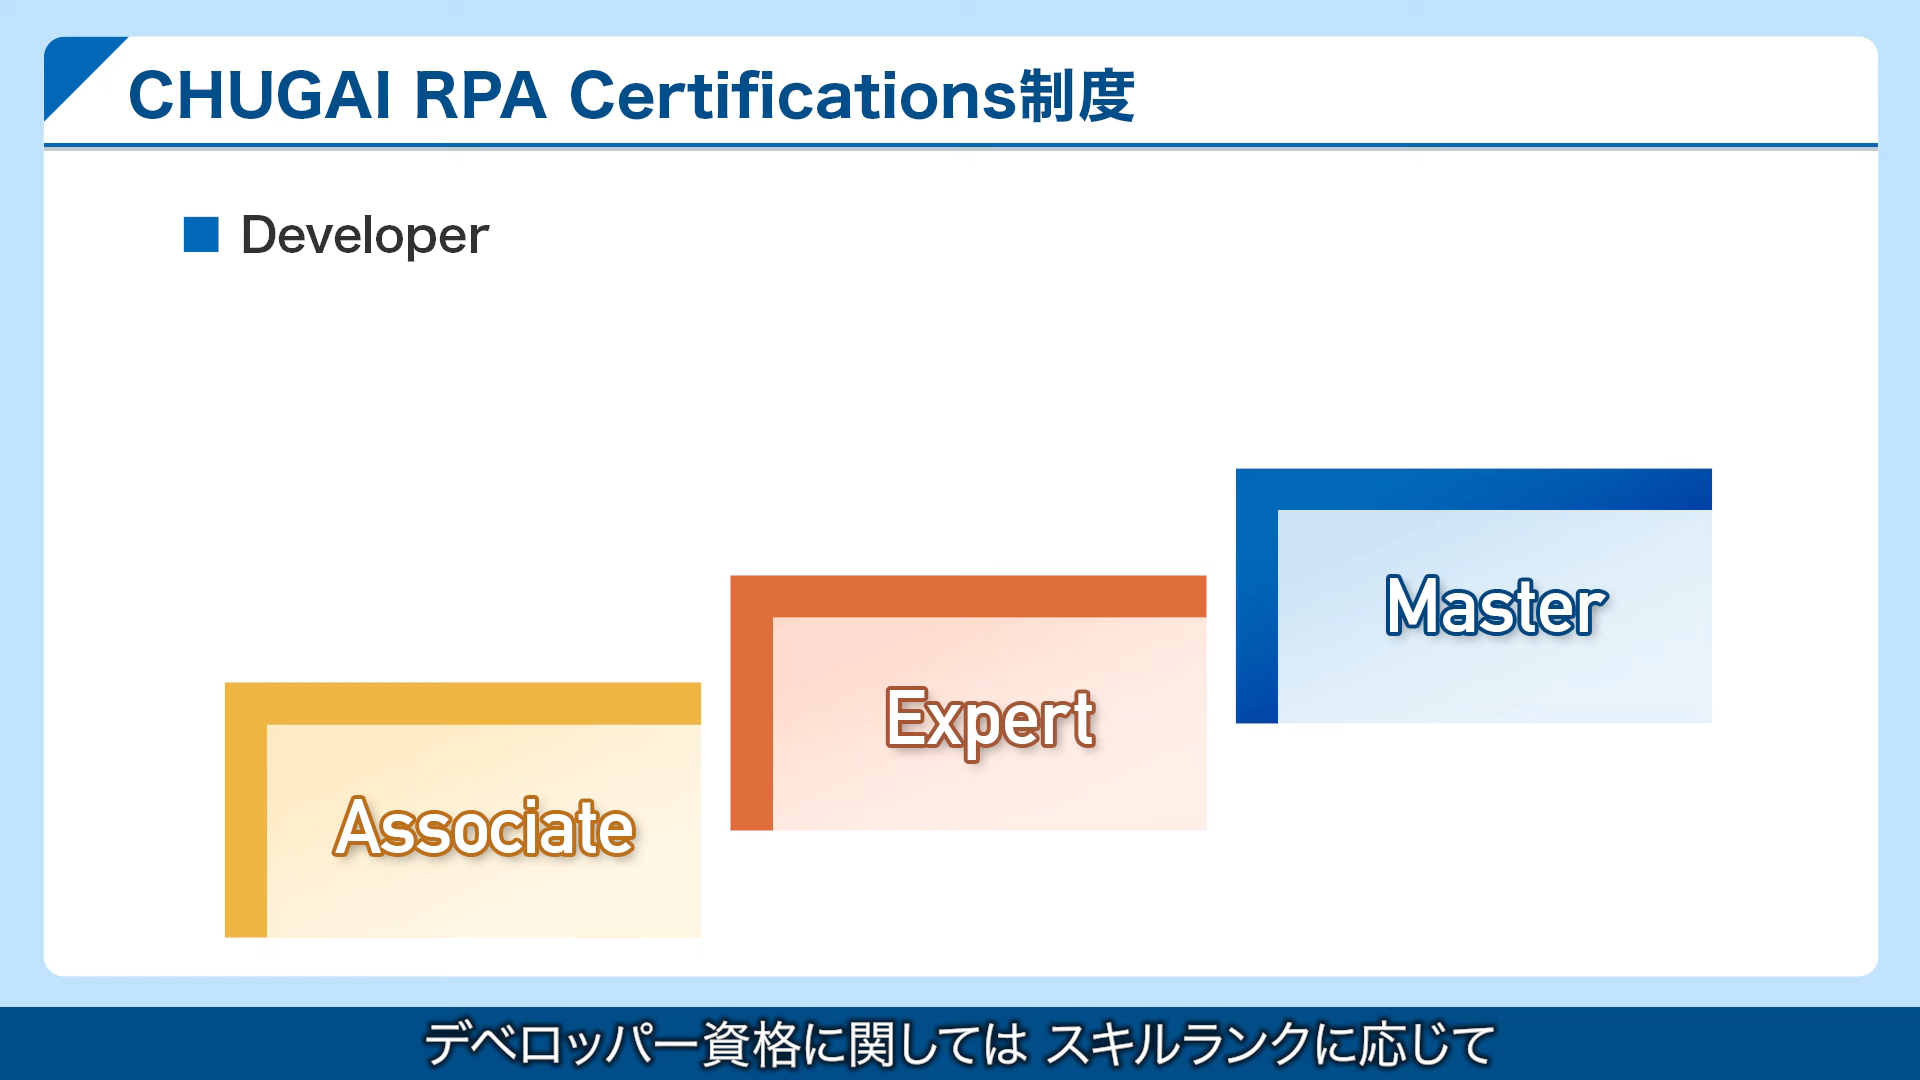 CHUGAI RPA Certifications制度
■ Developer
Master
Expert
Associate
デベロッパー資格に関しては スキルランクに応じて